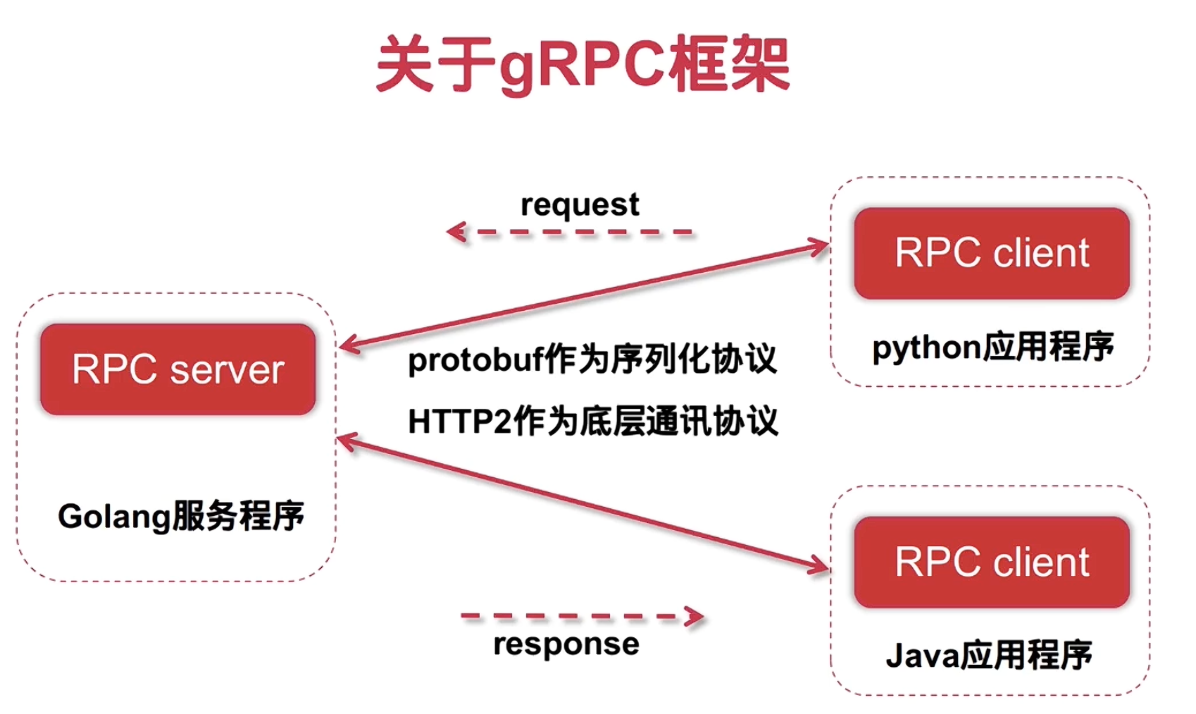 关于gRPC框架
request
RPC client
python应用程序
RPC server
Golang服务程序
protobuf作为序列化协议
HTTP2作为底层通讯协议
RPC client
Java应用程序
response